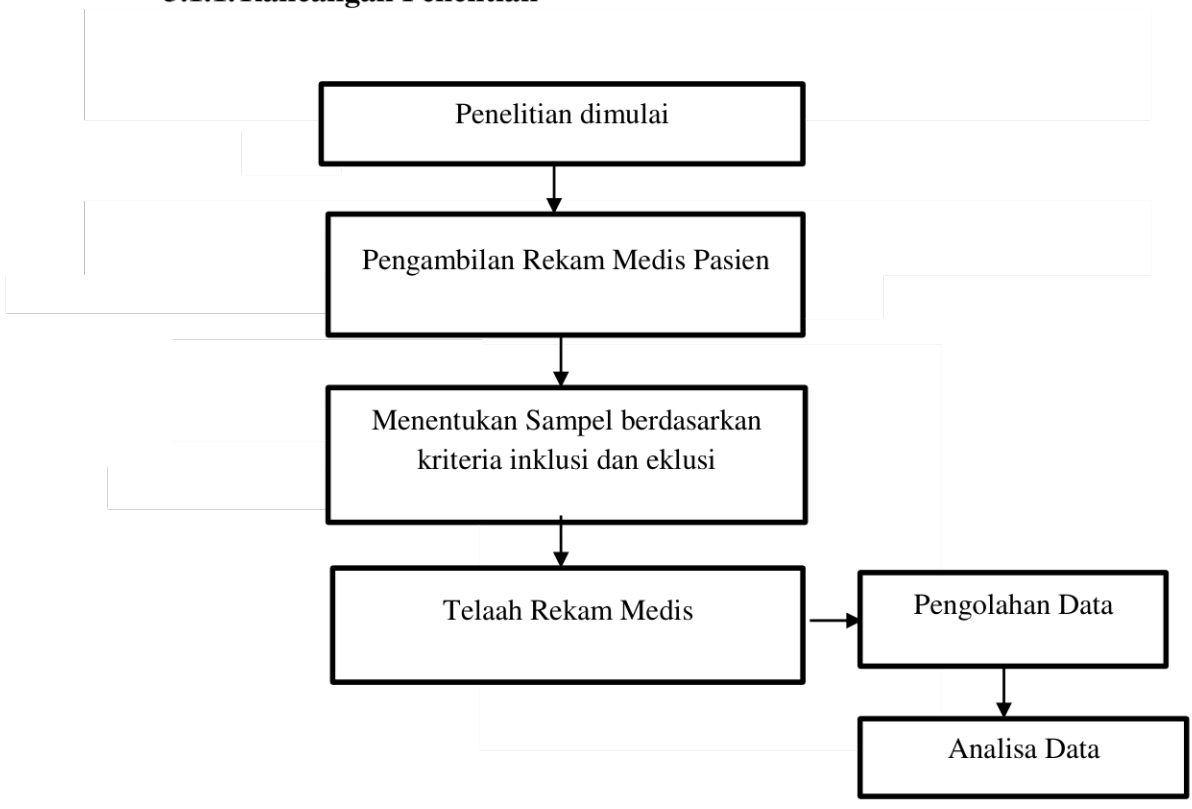 Penelitian dimulai
Pengambilan Rekam Medis Pasien
Menentukan Sampel berdasarkan
kriteria inklusi dan eklusi
Telaah Rekam Medis
Pengolahan Data
Analisa Data